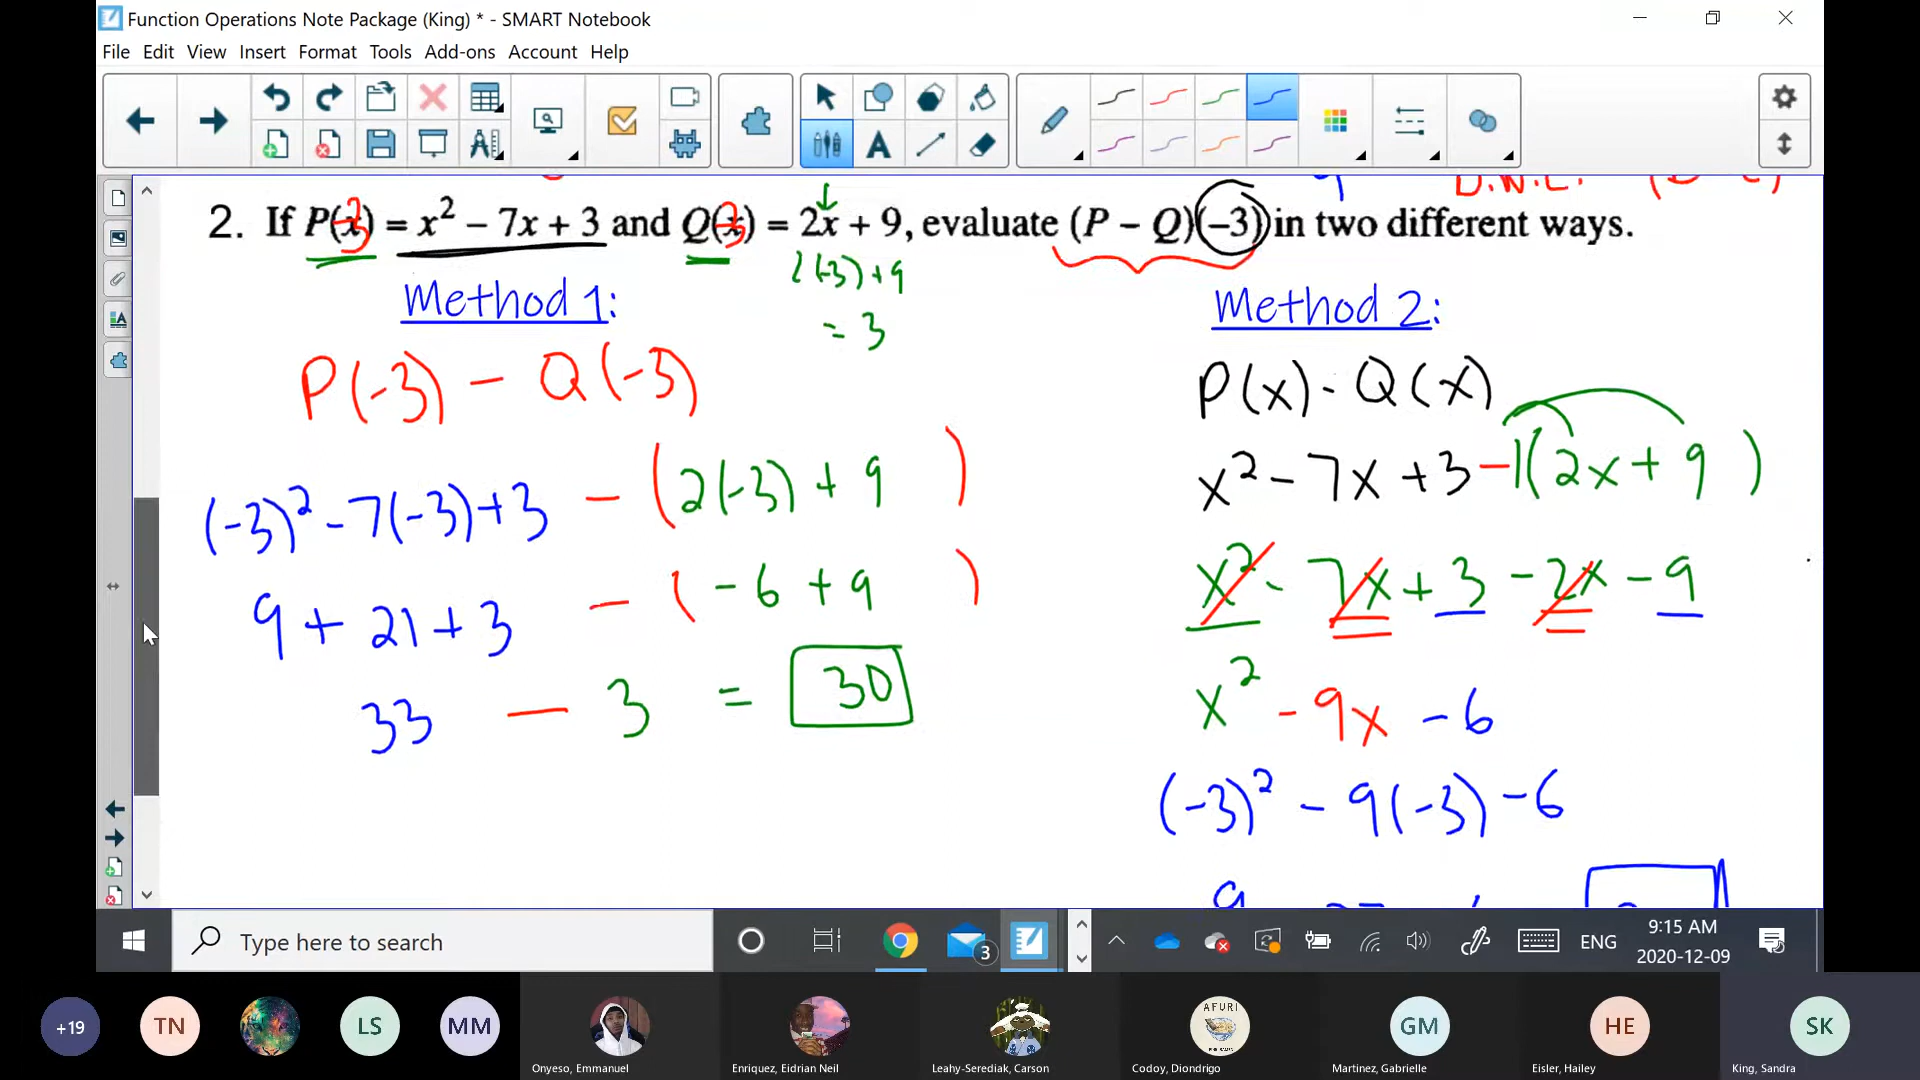 Function Operations Note Package (King) * - SMART Notebook
File Edit View Insert Format Tools Add-ons Account Help
D.N.E.
2. If P(x) = x² − 7x + 3 and Q(x) = 2x + 9, evaluate (P − Q)(−3) in two different ways.
-3
-3
2(-3)+9
= 3
Method 1:
P(-3) - Q(-3)
(-3)² - 7(-3) + 3 - (2(-3) + 9)
9 + 21 + 3 - (-6 + 9)
33 - 3 = 30
Method 2:
P(x) - Q(x)
x² - 7x + 3 -1(2x + 9)
x² - 7x + 3 - 2x - 9
x² - 9x - 6
(-3)² - 9(-3) - 6
9
Type here to search
3
ENG
9:15 AM
2020-12-09
+19
TN
LS
MM
Onyeso, Emmanuel
Enriquez, Eidrian Neil
Leahy-Serediak, Carson
AFURI
Codoy, Diondrigo
GM
Martinez, Gabrielle
HE
Eisler, Hailey
SK
King, Sandra